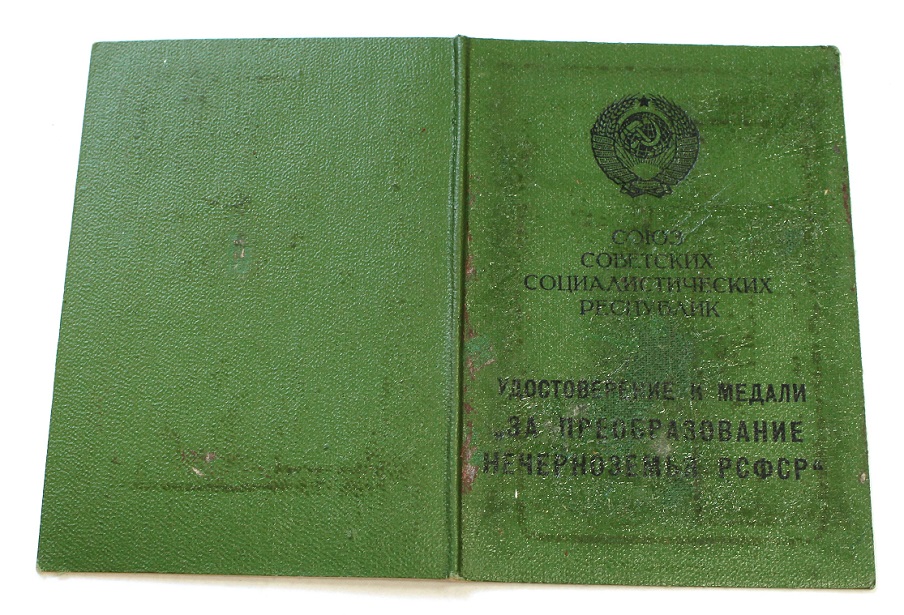 СОЮЗ
СОВЕТСКИХ
СОЦИАЛИСТИЧЕСКИХ
РЕСПУБЛИК
УДОСТОВЕРЕНИЕ К МЕДАЛИ
„ЗА ПРЕОБРАЗОВАНИЕ
НЕЧЕРНОЗЕМЬЯ РСФСР“